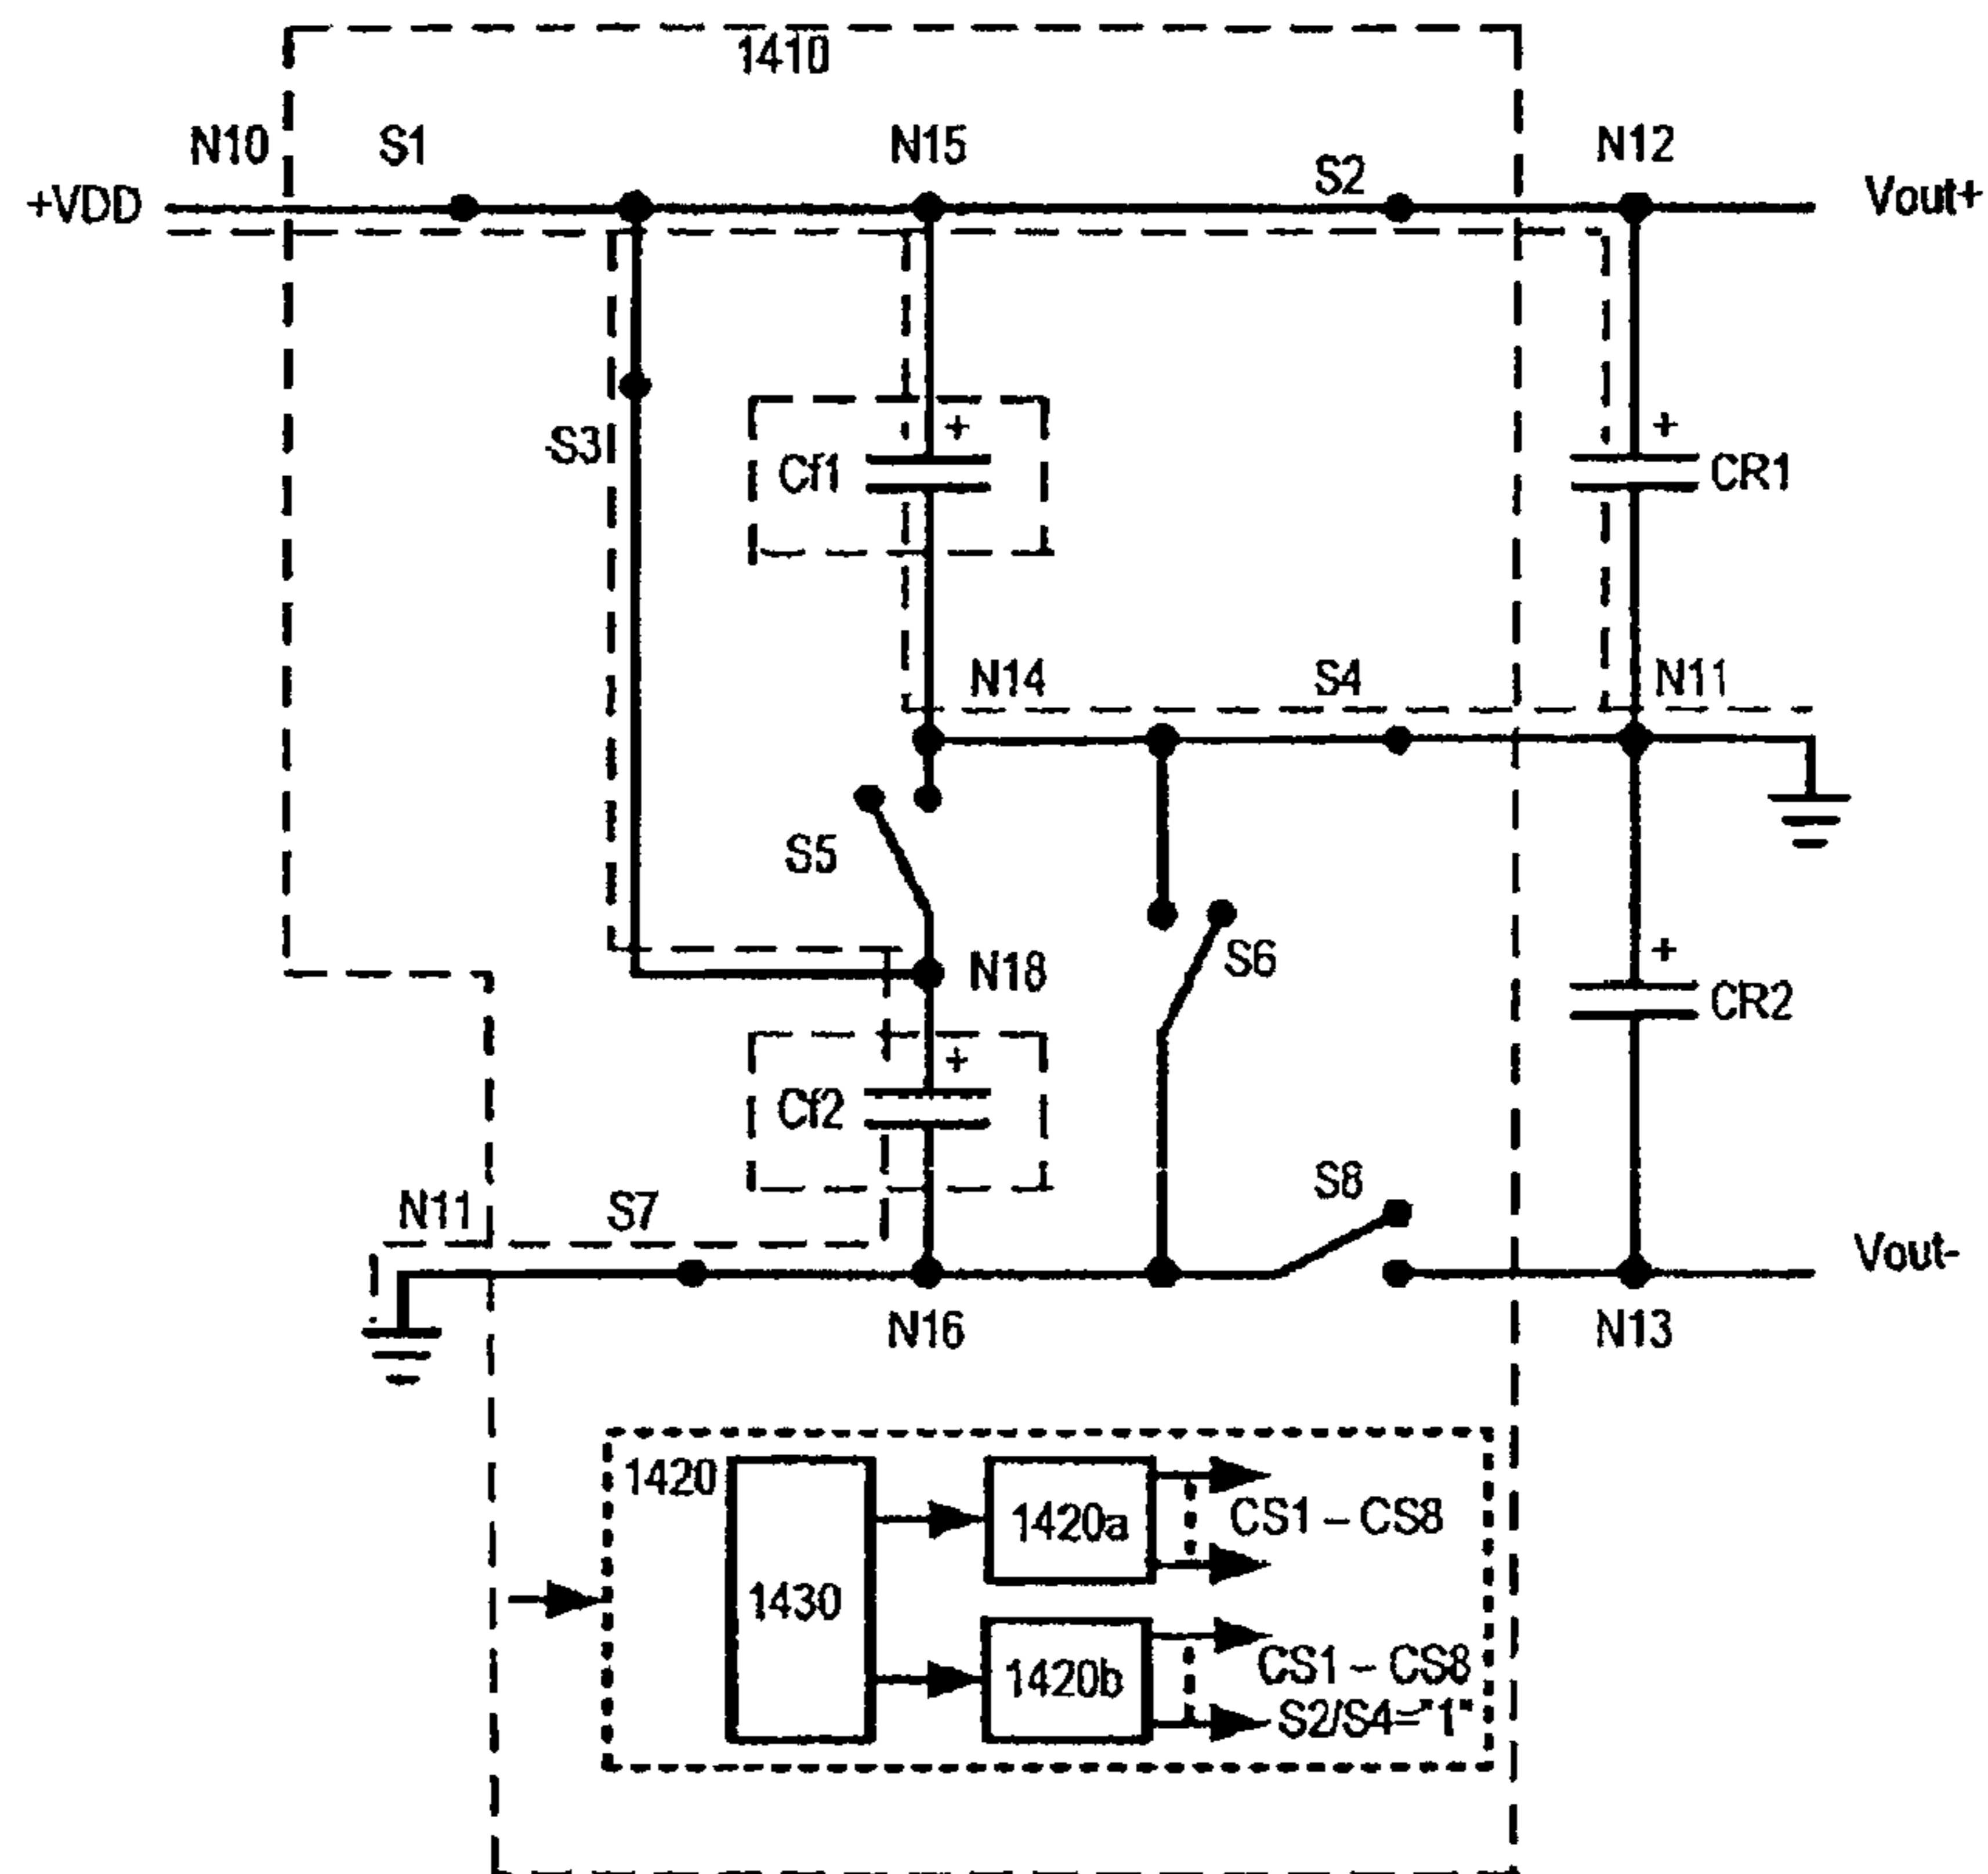 1410
N10
S1
N15
S2
N12
+VDD
Vout+
+
+
S3
Cf1
CR1
N14
S4
N11
S5
N18
S6
+
+
Cf2
CR2
N11
S7
S8
Vout-
N16
N13
1420
1420a
CS1 – CS8
1430
1420b
CS1 – CS8
S2/S4="1"